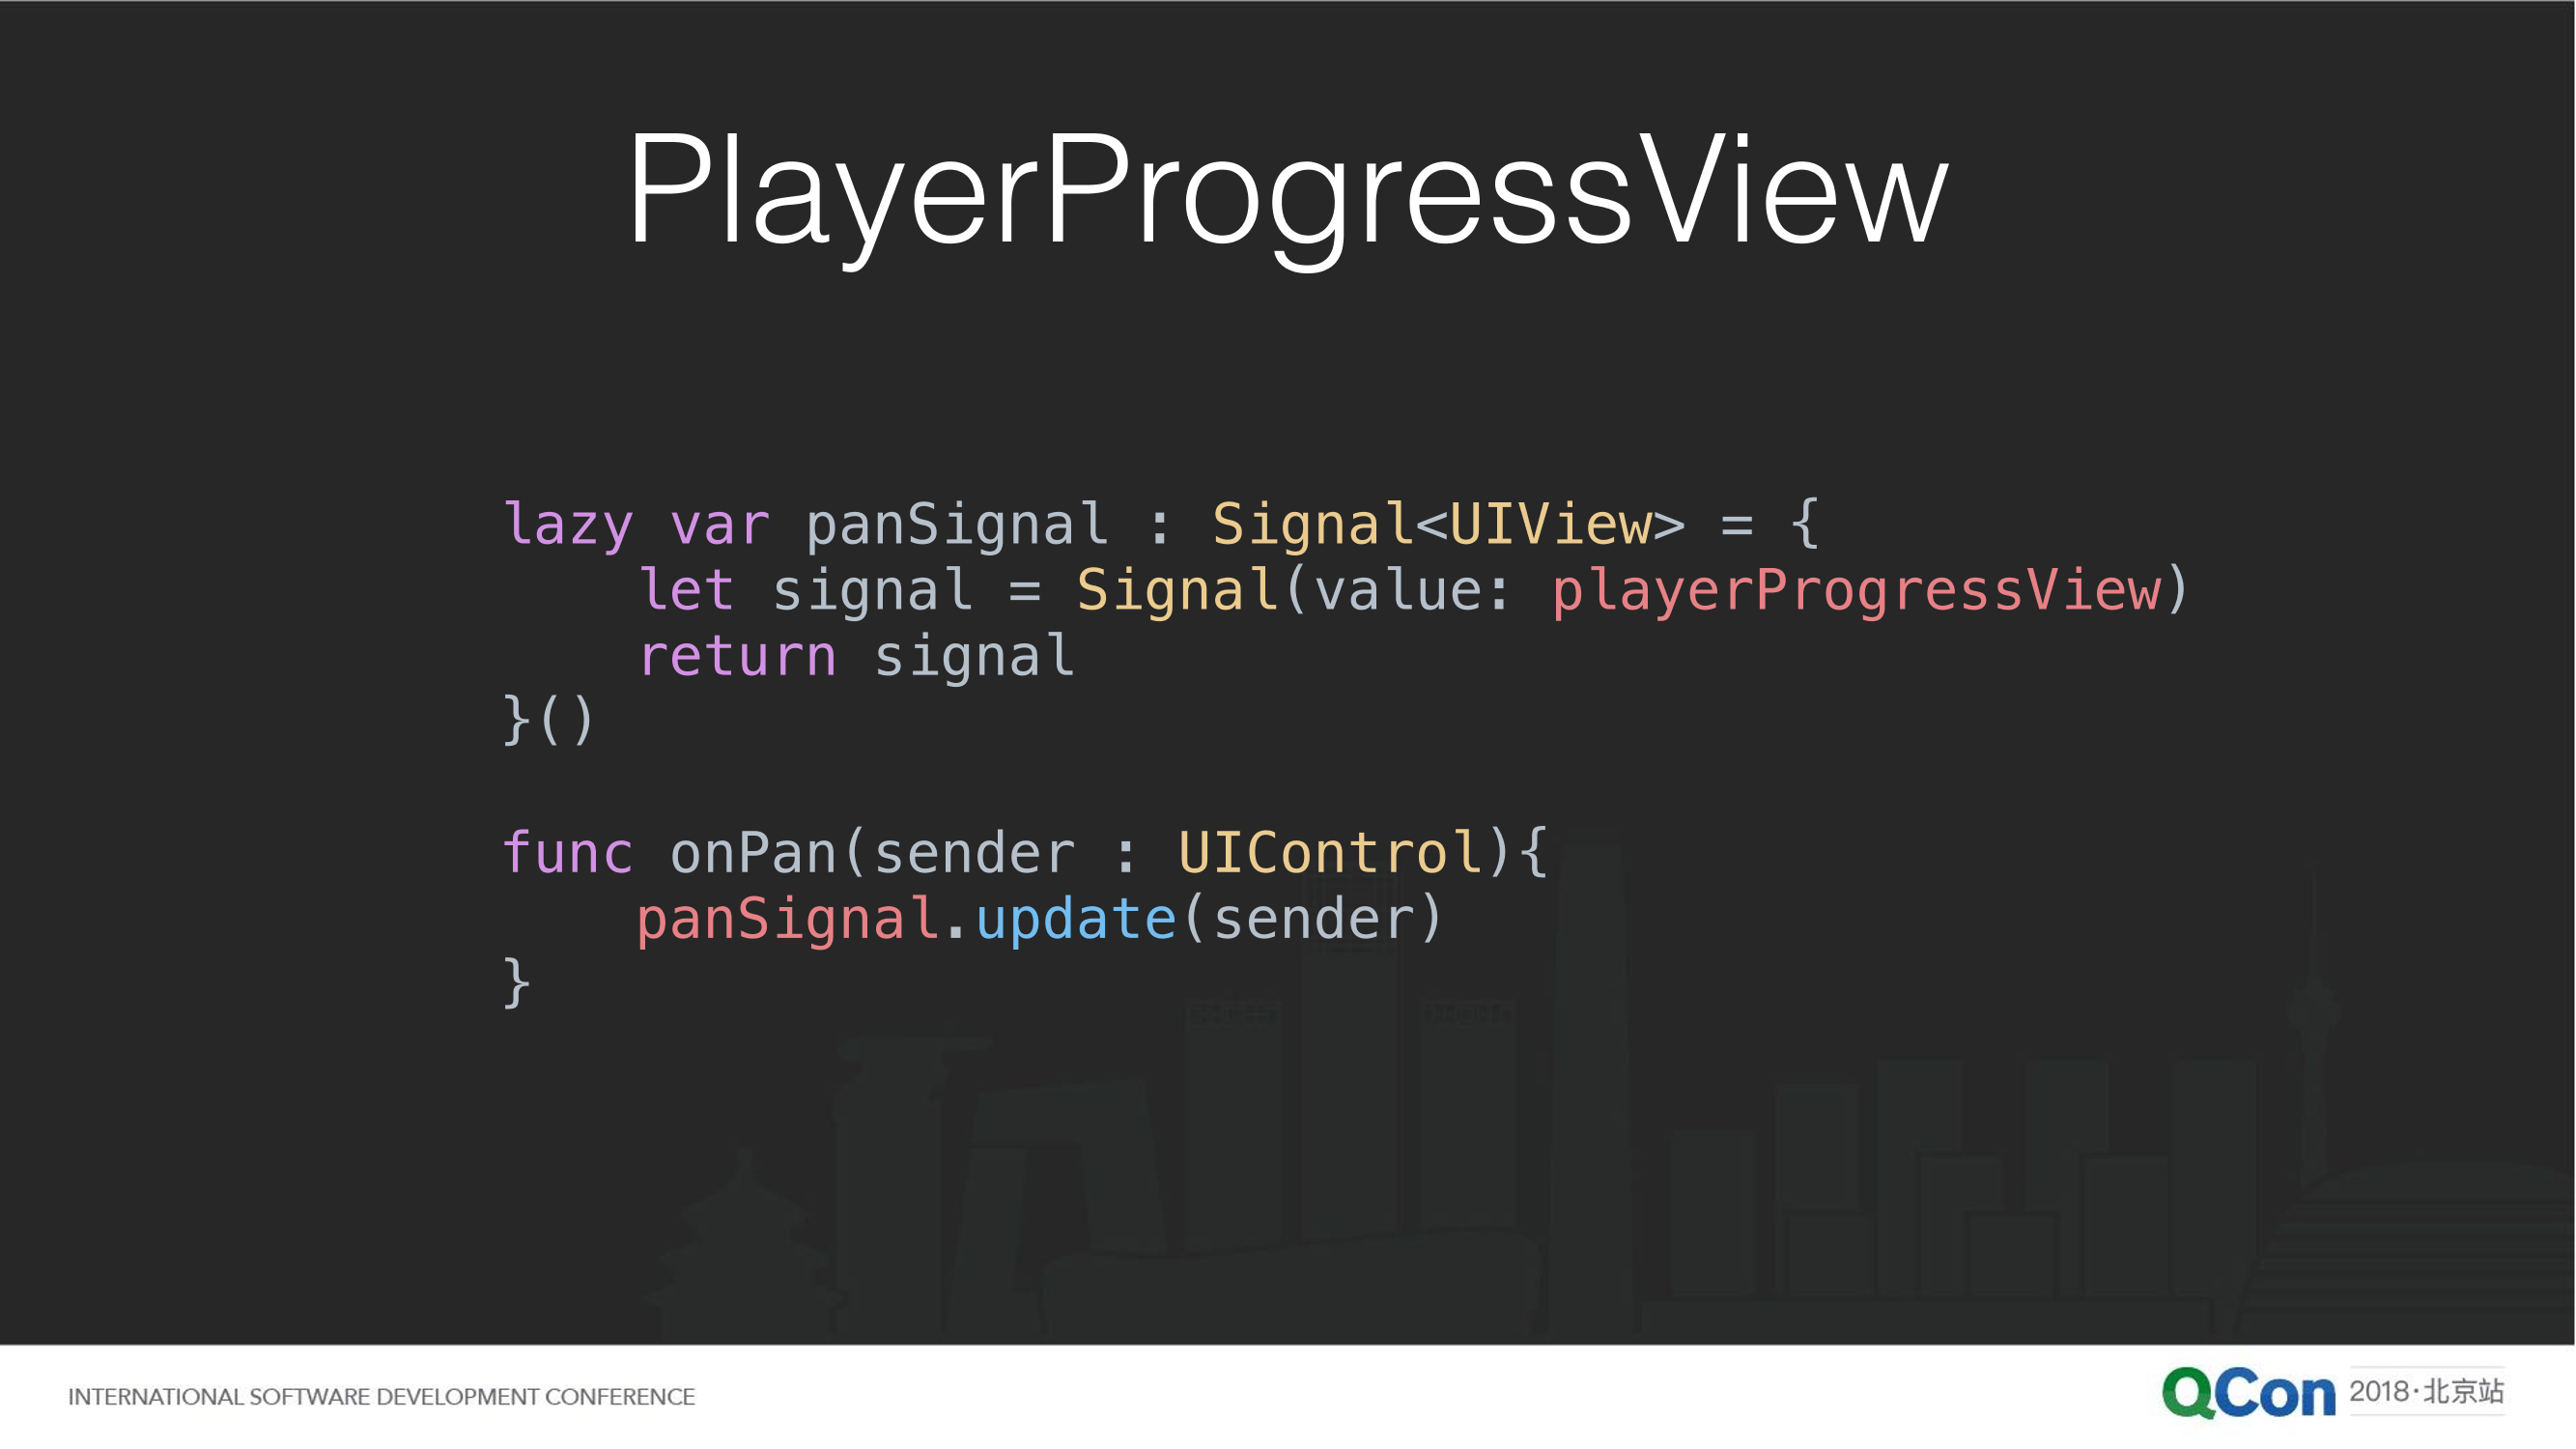 PlayerProgressView
lazy var panSignal : Signal<UIView> = {
    let signal = Signal(value: playerProgressView)
    return signal
}()
func onPan(sender : UIControl){
    panSignal.update(sender)
}
INTERNATIONAL SOFTWARE DEVELOPMENT CONFERENCE
QCon 2018·北京站